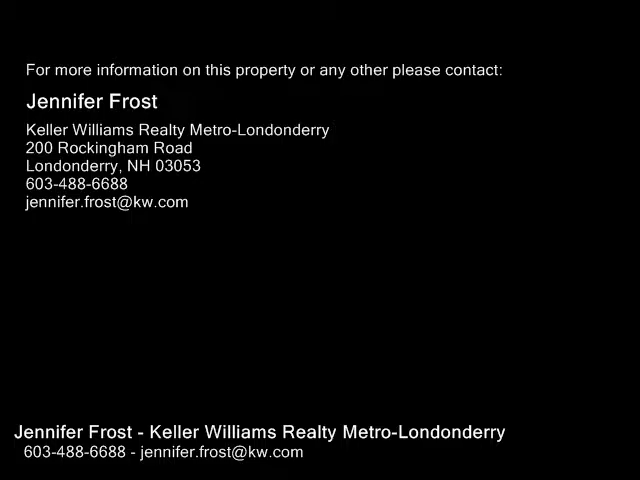 For more information on this property or any other please contact:
Jennifer Frost
Keller Williams Realty Metro-Londonderry
200 Rockingham Road
Londonderry, NH 03053
603-488-6688
jennifer.frost@kw.com
Jennifer Frost - Keller Williams Realty Metro-Londonderry
603-488-6688 - jennifer.frost@kw.com